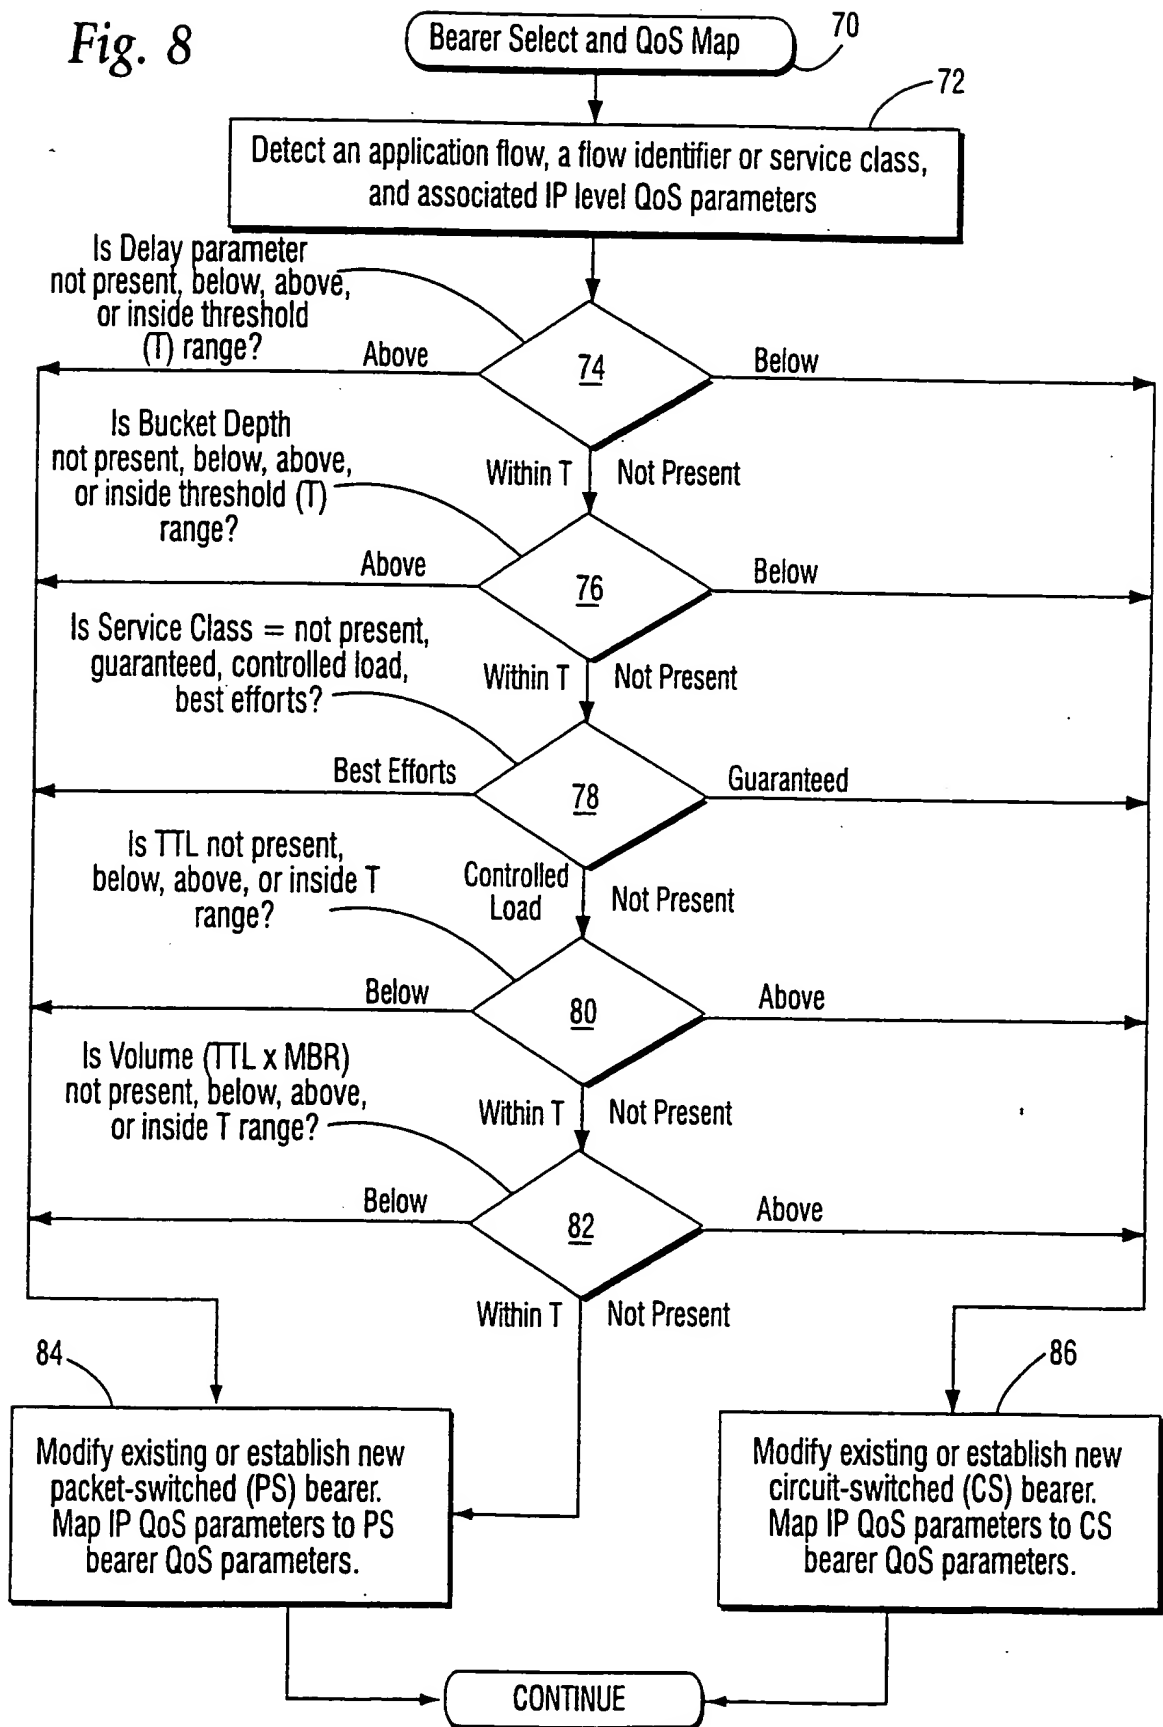 Fig. 8
Bearer Select and QoS Map
70
72
Detect an application flow, a flow identifier or service class,
and associated IP level QoS parameters
Is Delay parameter
not present, below, above,
or inside threshold
(T) range?
Above
74
Below
Within T
Not Present
Is Bucket Depth
not present, below, above,
or inside threshold (T)
range?
Above
76
Below
Within T
Not Present
Is Service Class = not present,
guaranteed, controlled load,
best efforts?
Best Efforts
78
Guaranteed
Controlled
Load
Not Present
Is TTL not present,
below, above, or inside T
range?
Below
80
Above
Within T
Not Present
Is Volume (TTL x MBR)
not present, below, above,
or inside T range?
Below
82
Above
Within T
Not Present
84
Modify existing or establish new
packet-switched (PS) bearer.
Map IP QoS parameters to PS
bearer QoS parameters.
86
Modify existing or establish new
circuit-switched (CS) bearer.
Map IP QoS parameters to CS
bearer QoS parameters.
CONTINUE